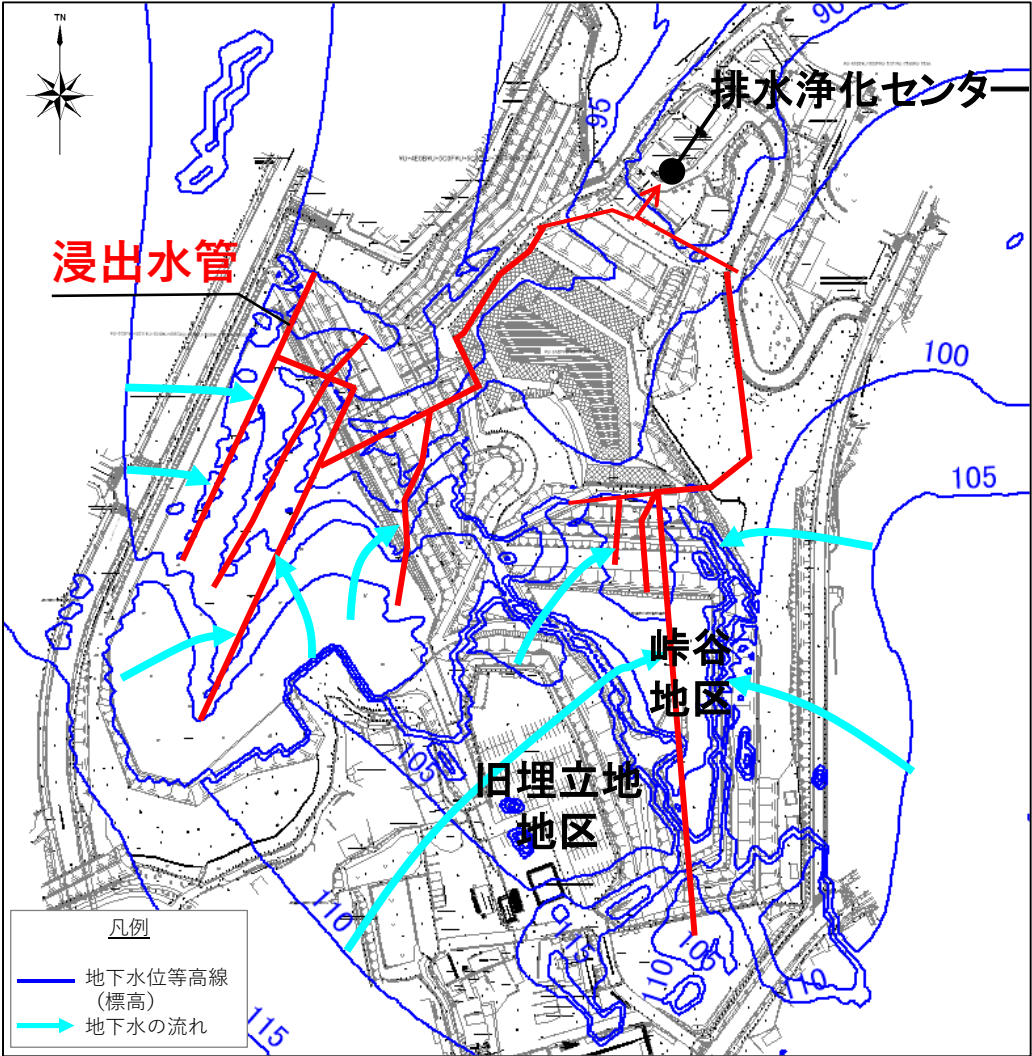 TN
90
排水浄化センター
95
浸出水管
100
105
峠谷
地区
105
旧埋立地
地区
110
115
105
110
110
115
凡例
地下水位等高線
(標高)
地下水の流れ